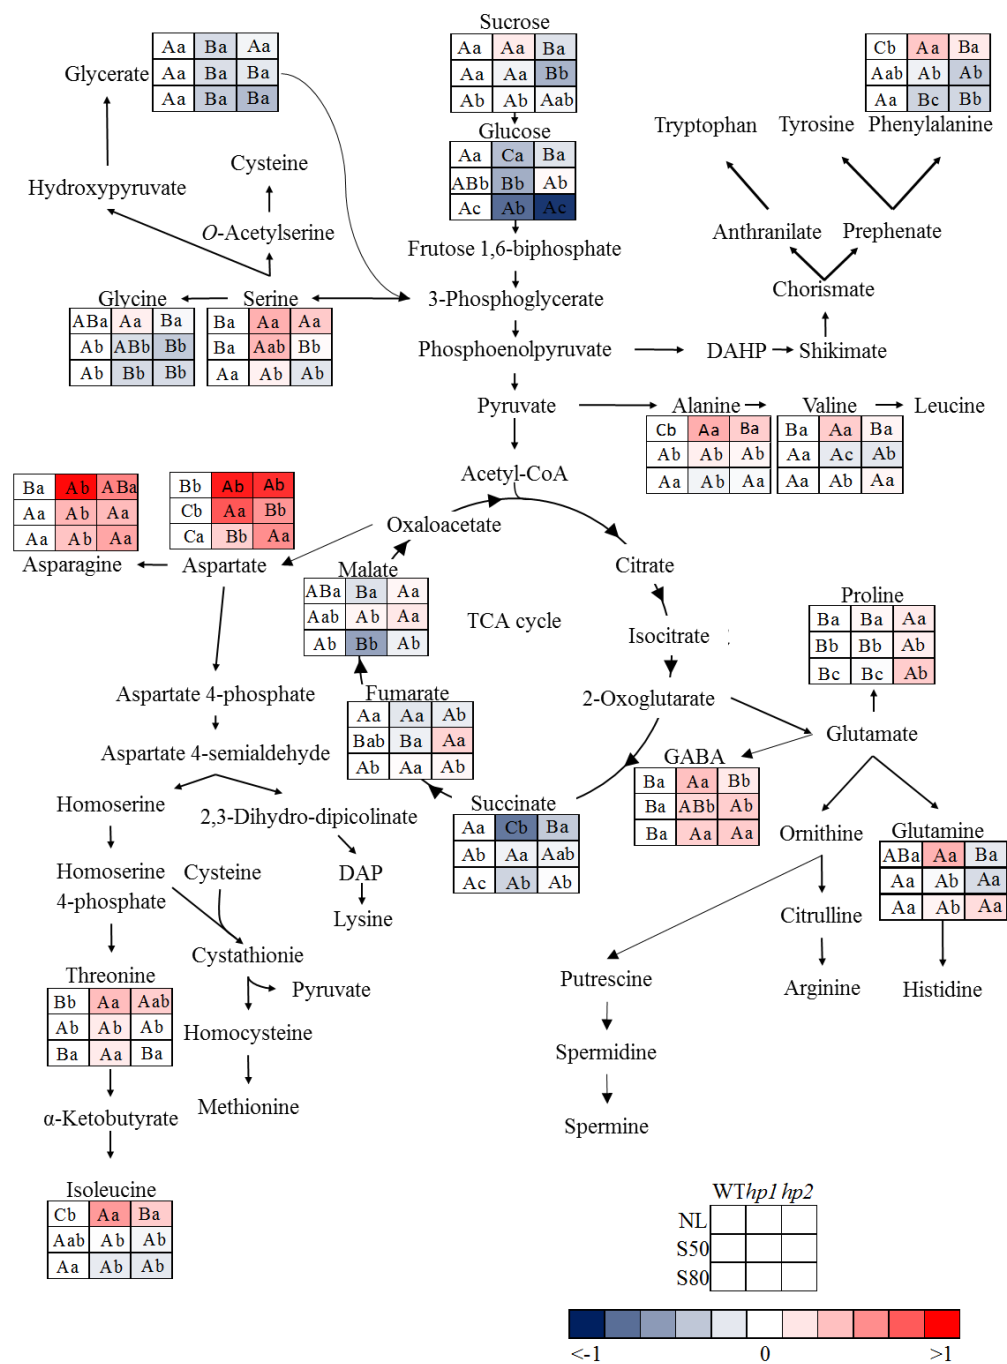 Sucrose
Aa Aa Ba
Aa Aa Bb
Ab Ab Aab
Glycerate
Aa Ba Aa
Aa Ba Ba
Aa Ba Ba
Cb Aa Ba
Aab Ab Ab
Aa Bc Bb
Tryptophan Tyrosine Phenylalanine
Glucose
Aa Ca Ba
ABb Bb Ab
Ac Ab Ac
Cysteine
Hydroxypyruvate
O-Acetylserine
Frutose 1,6-biphosphate
Anthranilate Prephenate
Chorismate
Glycine Serine 3-Phosphoglycerate
ABa Aa Ba
Ab ABb Bb
Ab Bb Bb
Ba Aa Aa
Ba Aab Bb
Aa Ab Ab
Phosphoenolpyruvate DAHP Shikimate
Pyruvate Alanine Valine Leucine
Cb Aa Ba
Ab Ab Ab
Aa Ab Aa
Ba Aa Ba
Aa Ac Ab
Aa Ab Aa
Acetyl-CoA
Ba Ab ABa
Aa Ab Aa
Aa Ab Aa
Bb Ab Ab
Cb Aa Bb
Ca Bb Aa
Asparagine Aspartate
Oxaloacetate
Citrate
Malate
ABa Ba Aa
Aab Ab Aa
Ab Bb Ab
TCA cycle
Isocitrate
Proline
Ba Ba Aa
Bb Bb Ab
Bc Bc Ab
Aspartate 4-phosphate
Fumarate
Aa Aa Ab
Bab Ba Aa
Ab Aa Ab
2-Oxoglutarate
Glutamate
Aspartate 4-semialdehyde
GABA
Ba Aa Bb
Ba ABb Ab
Ba Aa Aa
Homoserine
2,3-Dihydro-dipicolinate
Succinate
Aa Cb Ba
Ab Aa Aab
Ac Ab Ab
Ornithine Glutamine
ABa Aa Ba
Aa Ab Aa
Aa Ab Aa
Homoserine
4-phosphate
Cysteine
DAP
Lysine
Citrulline
Cystathionie
Threonine
Bb Aa Aab
Ab Ab Ab
Ba Aa Ba
Pyruvate
Putrescine
Arginine Histidine
Homocysteine
Spermidine
Methionine
α-Ketobutyrate
Spermine
Isoleucine
Cb Aa Ba
Aab Ab Ab
Aa Ab Ab
WT hp1 hp2
NL
S50
S80
<-1 0 >1